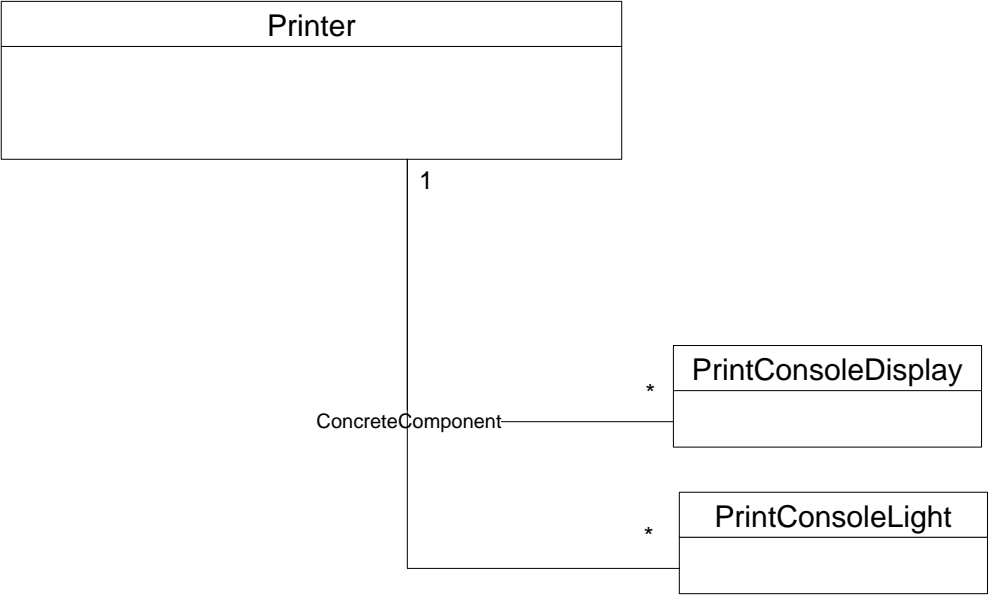 Printer
1
PrintConsoleDisplay
*
ConcreteComponent
PrintConsoleLight
*